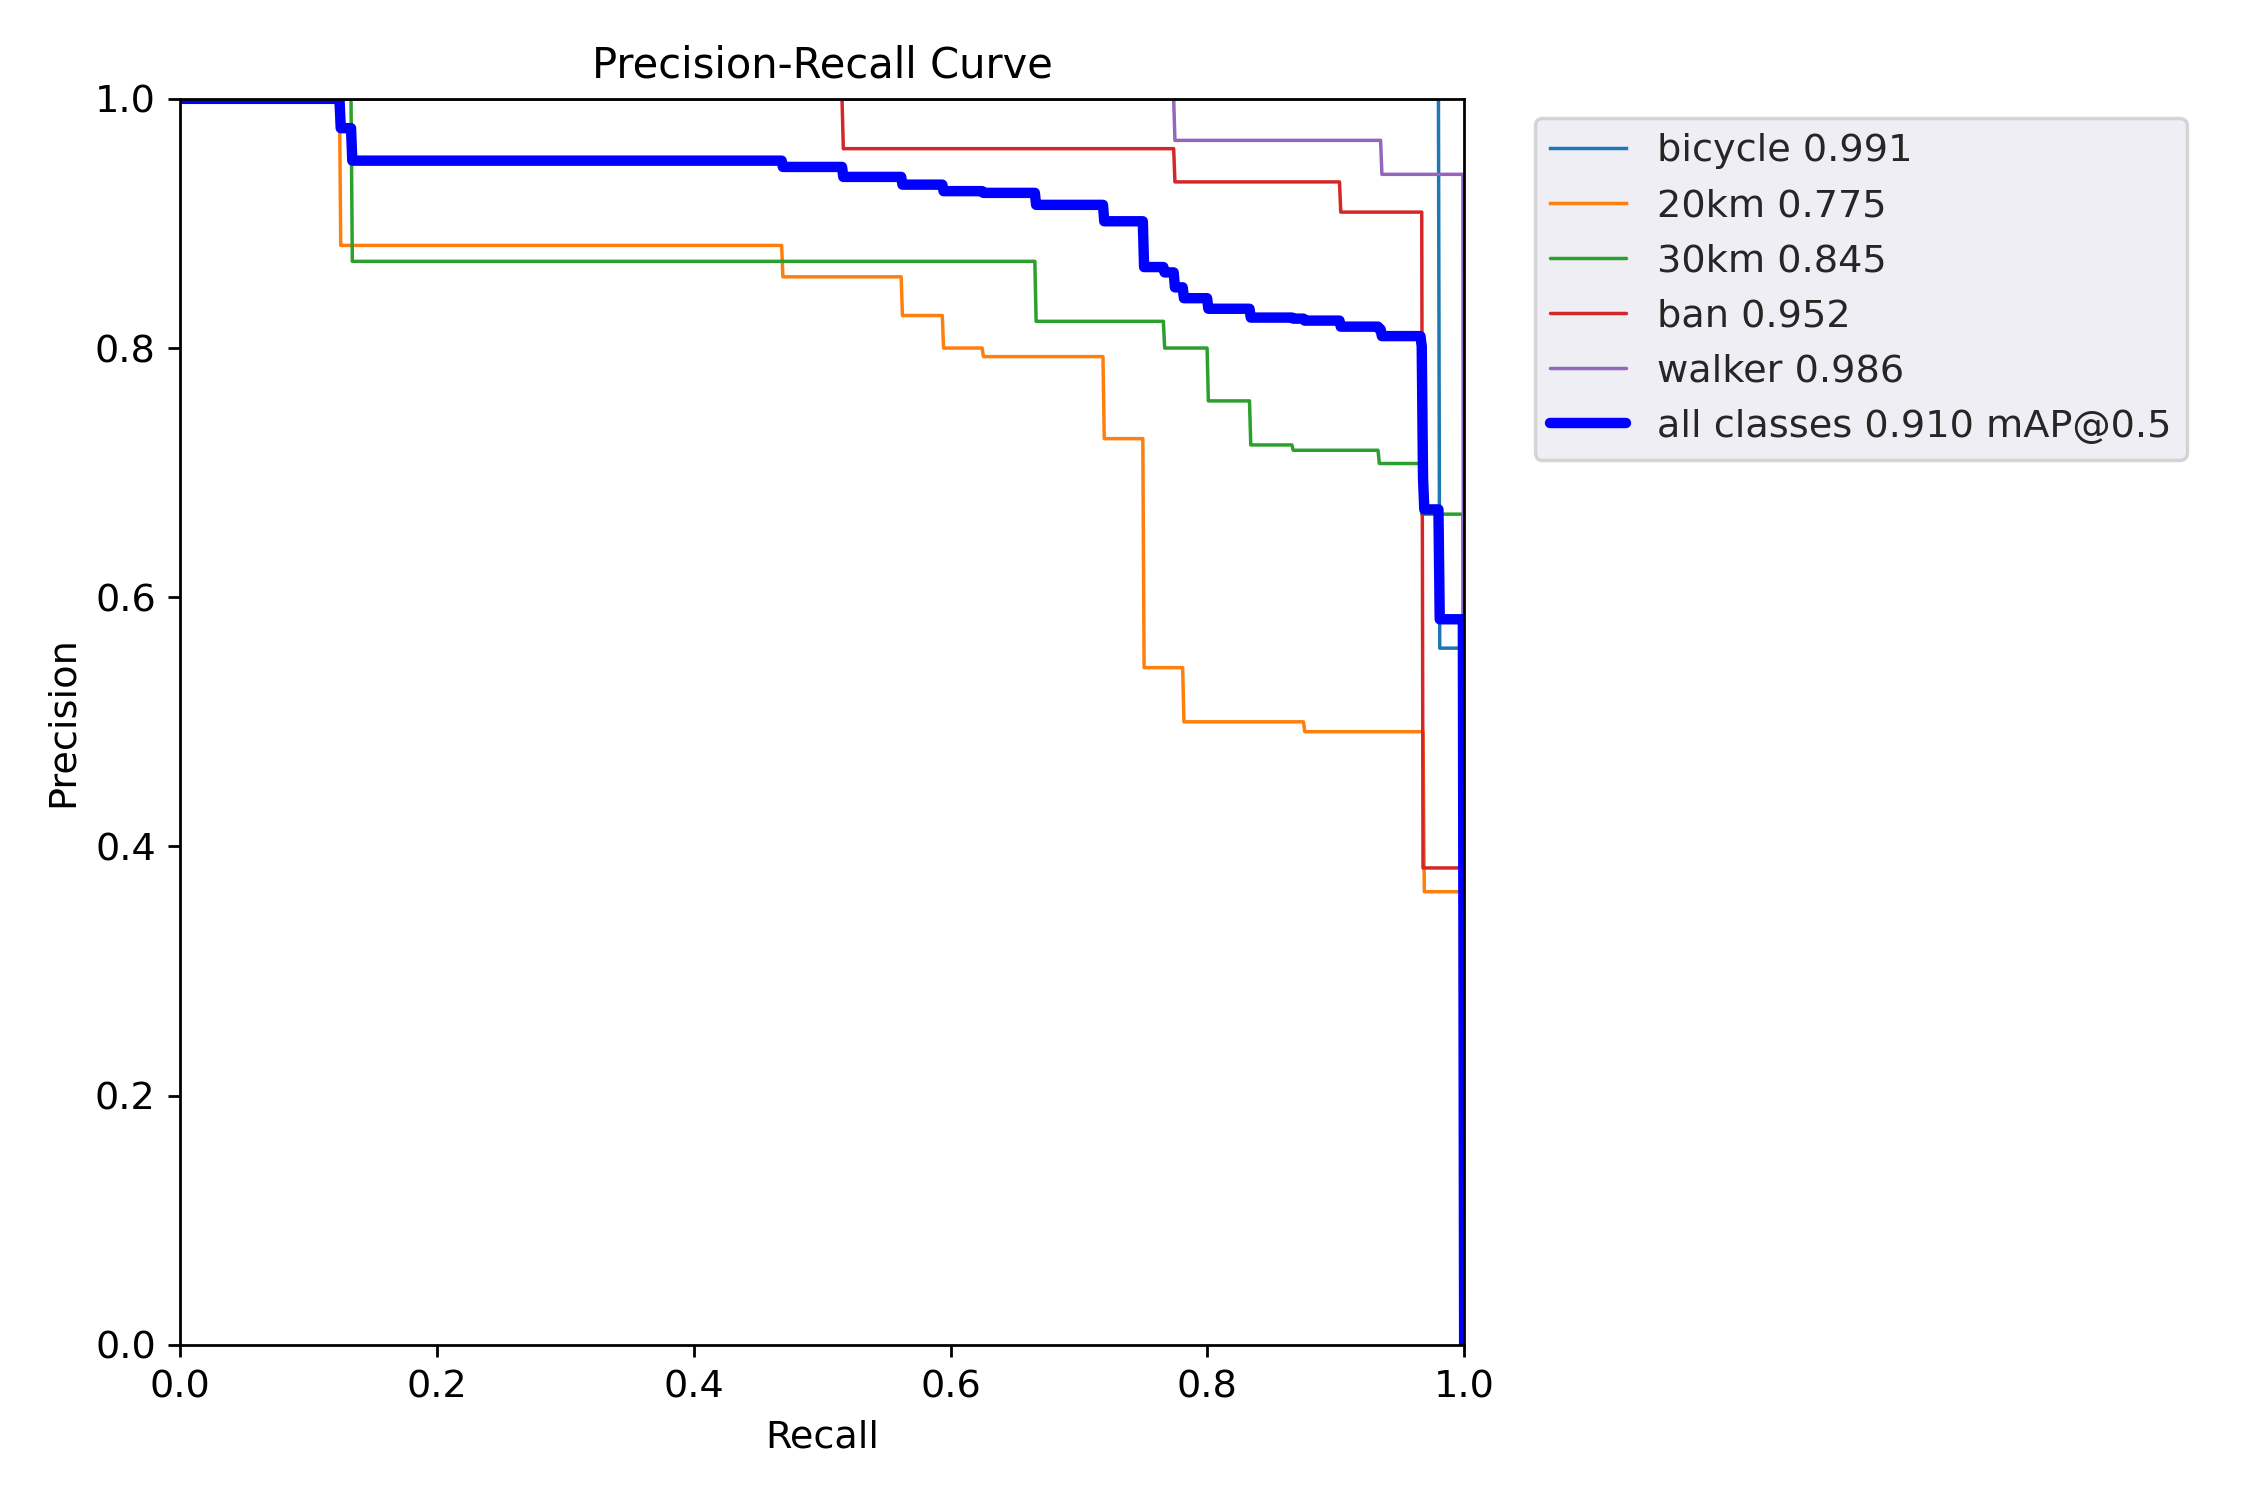 Precision-Recall Curve
1.0
0.8
0.6
0.4
0.2
0.0
Precision
0.0 0.2 0.4 0.6 0.8 1.0
Recall
bicycle 0.991
20km 0.775
30km 0.845
ban 0.952
walker 0.986
all classes 0.910 mAP@0.5